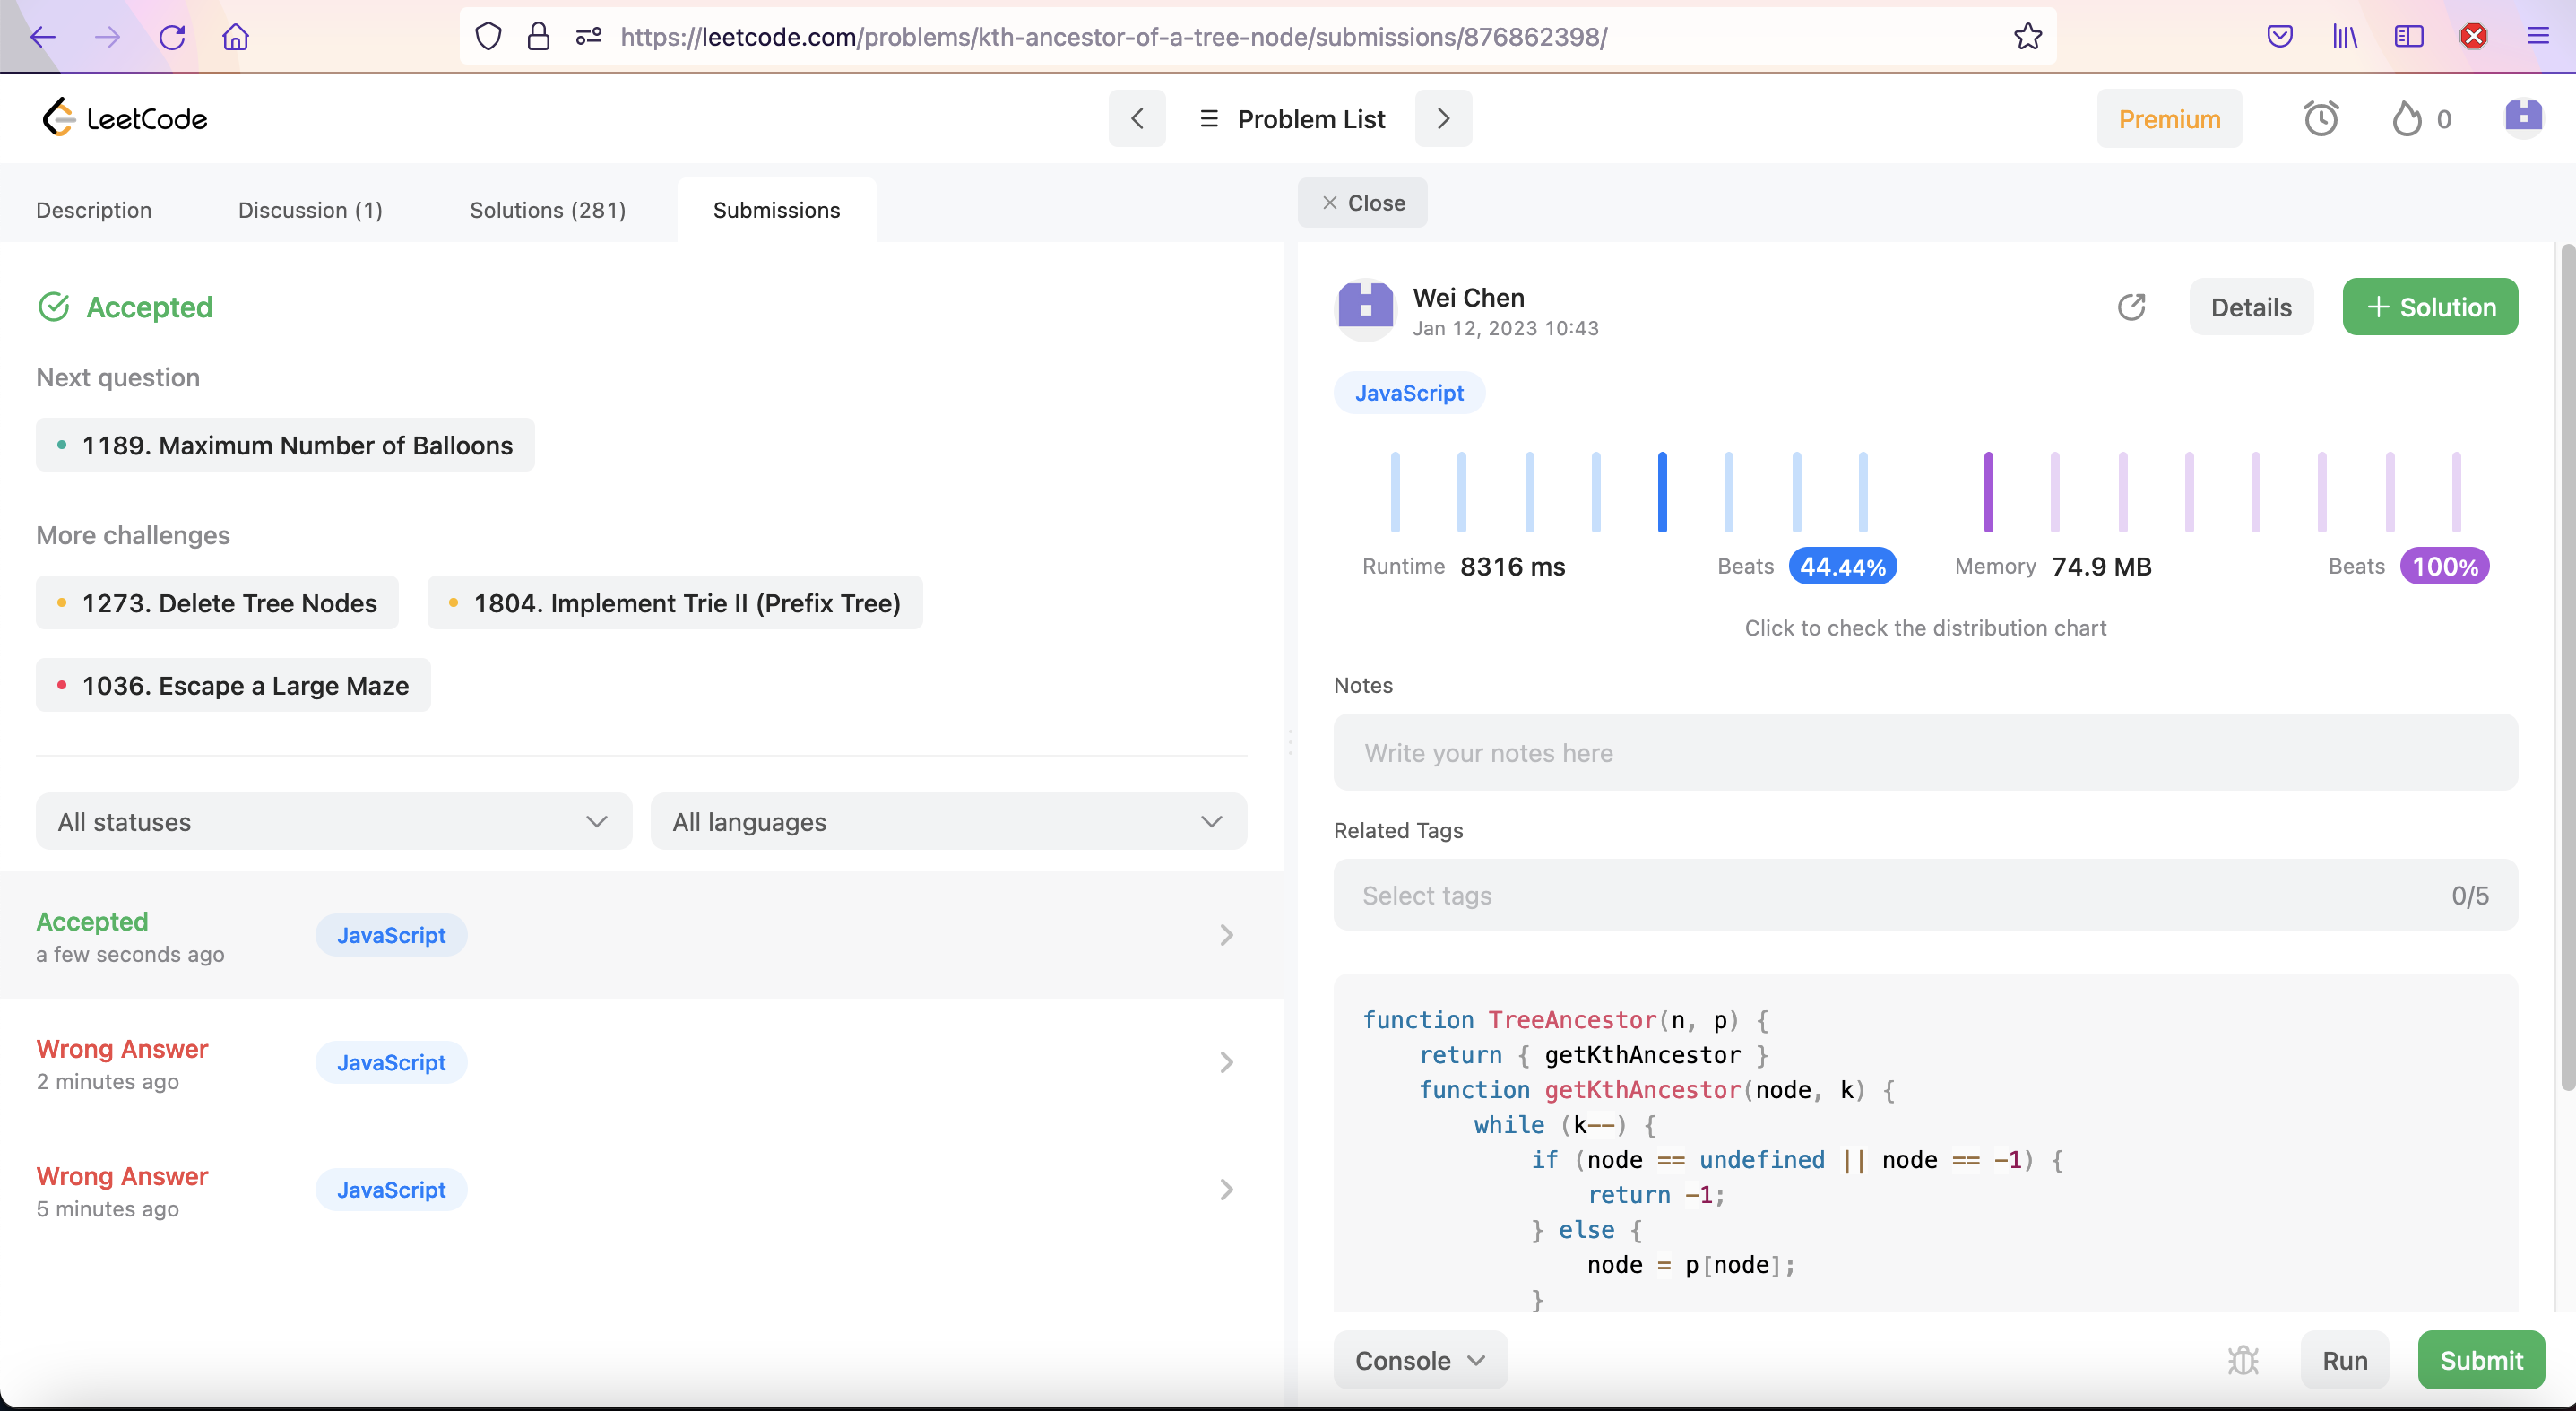 https://leetcode.com/problems/kth-ancestor-of-a-tree-node/submissions/876862398/
LeetCode
Problem List
Premium
0
Description
Discussion (1)
Solutions (281)
Submissions
Close
Accepted
Next question
1189. Maximum Number of Balloons
More challenges
1273. Delete Tree Nodes
1804. Implement Trie II (Prefix Tree)
1036. Escape a Large Maze
All statuses
All languages
Accepted
a few seconds ago
JavaScript
Wrong Answer
2 minutes ago
JavaScript
Wrong Answer
5 minutes ago
JavaScript
Wei Chen
Jan 12, 2023 10:43
Details
+ Solution
JavaScript
Runtime 8316 ms
Beats 44.44%
Memory 74.9 MB
Beats 100%
Click to check the distribution chart
Notes
Write your notes here
Related Tags
Select tags
0/5
function TreeAncestor(n, p) {
    return { getKthAncestor }
    function getKthAncestor(node, k) {
        while (k--) {
            if (node == undefined || node == -1) {
                return -1;
            } else {
                node = p[node];
            }
Console
Run
Submit